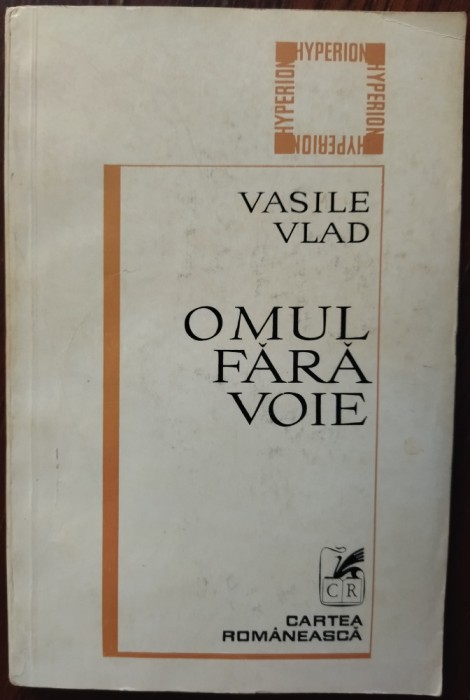 HYPERION
HYPERION
HYPERION
HYPERION
VASILE
VLAD
OMUL
FĂRĂ
VOIE
CR
CARTEA
ROMÂNEASCĂ